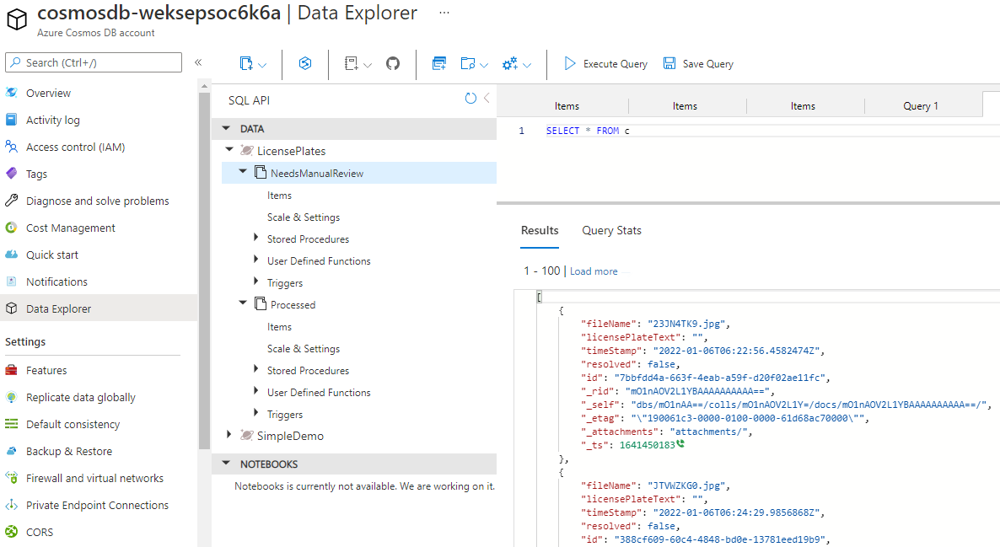 cosmosdb-weksepsoc6k6a | Data Explorer ...
Azure Cosmos DB account
Search (Ctrl+/)
«
Overview
Activity log
Access control (IAM)
Tags
Diagnose and solve problems
Cost Management
Quick start
Notifications
Data Explorer
Settings
Features
Replicate data globally
Default consistency
Backup & Restore
Firewall and virtual networks
Private Endpoint Connections
CORS
Execute Query
Save Query
SQL API
DATA
LicensePlates
NeedsManualReview
Items
Scale & Settings
Stored Procedures
User Defined Functions
Triggers
Processed
Items
Scale & Settings
Stored Procedures
User Defined Functions
Triggers
SimpleDemo
NOTEBOOKS
Notebooks is currently not available. We are working on it.
Items Items Items Query 1
1 SELECT * FROM c
Results Query Stats
1 - 100 | Load more
[
{
"fileName": "23JN4TK9.jpg",
"licensePlateText": "",
"timeStamp": "2022-01-06T06:22:56.4582474Z",
"resolved": false,
"id": "7bbfdd4a-663f-4eab-a59f-d20f02ae11fc",
"_rid": "mO1nAOV2L1YBAAAAAAAAAA==",
"_self": "dbs/mO1nAA==/colls/mO1nAOV2L1Y=/docs/mO1nAOV2L1YBAAAAAAAAAA==/",
"_etag": "\"190061c3-0000-0100-0000-61d68ac70000\"",
"_attachments": "attachments/",
"_ts": 1641450183
},
{
"fileName": "JTVWZKG0.jpg",
"licensePlateText": "",
"timeStamp": "2022-01-06T06:24:29.9856868Z",
"resolved": false,
"id": "388cf609-60c4-4848-bd0e-13781eed19b9",